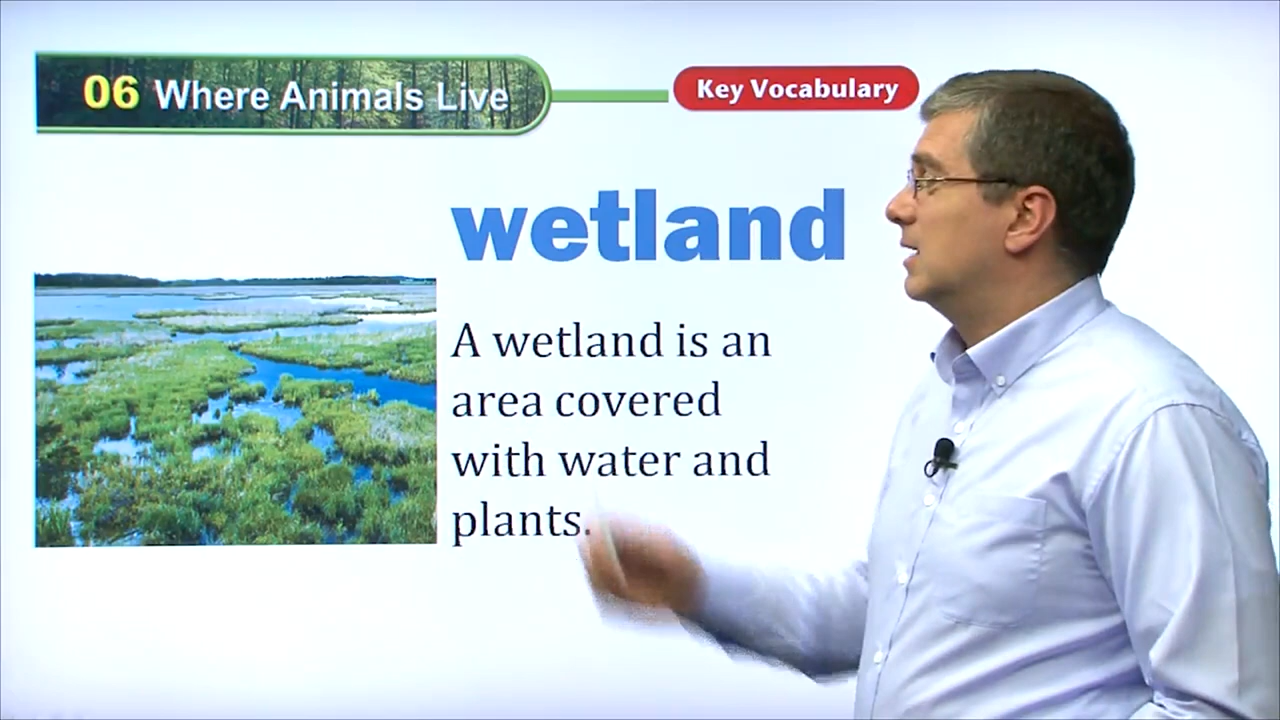 06 Where Animals Live
Key Vocabulary
wetland
A wetland is an
area covered
with water and
plants.